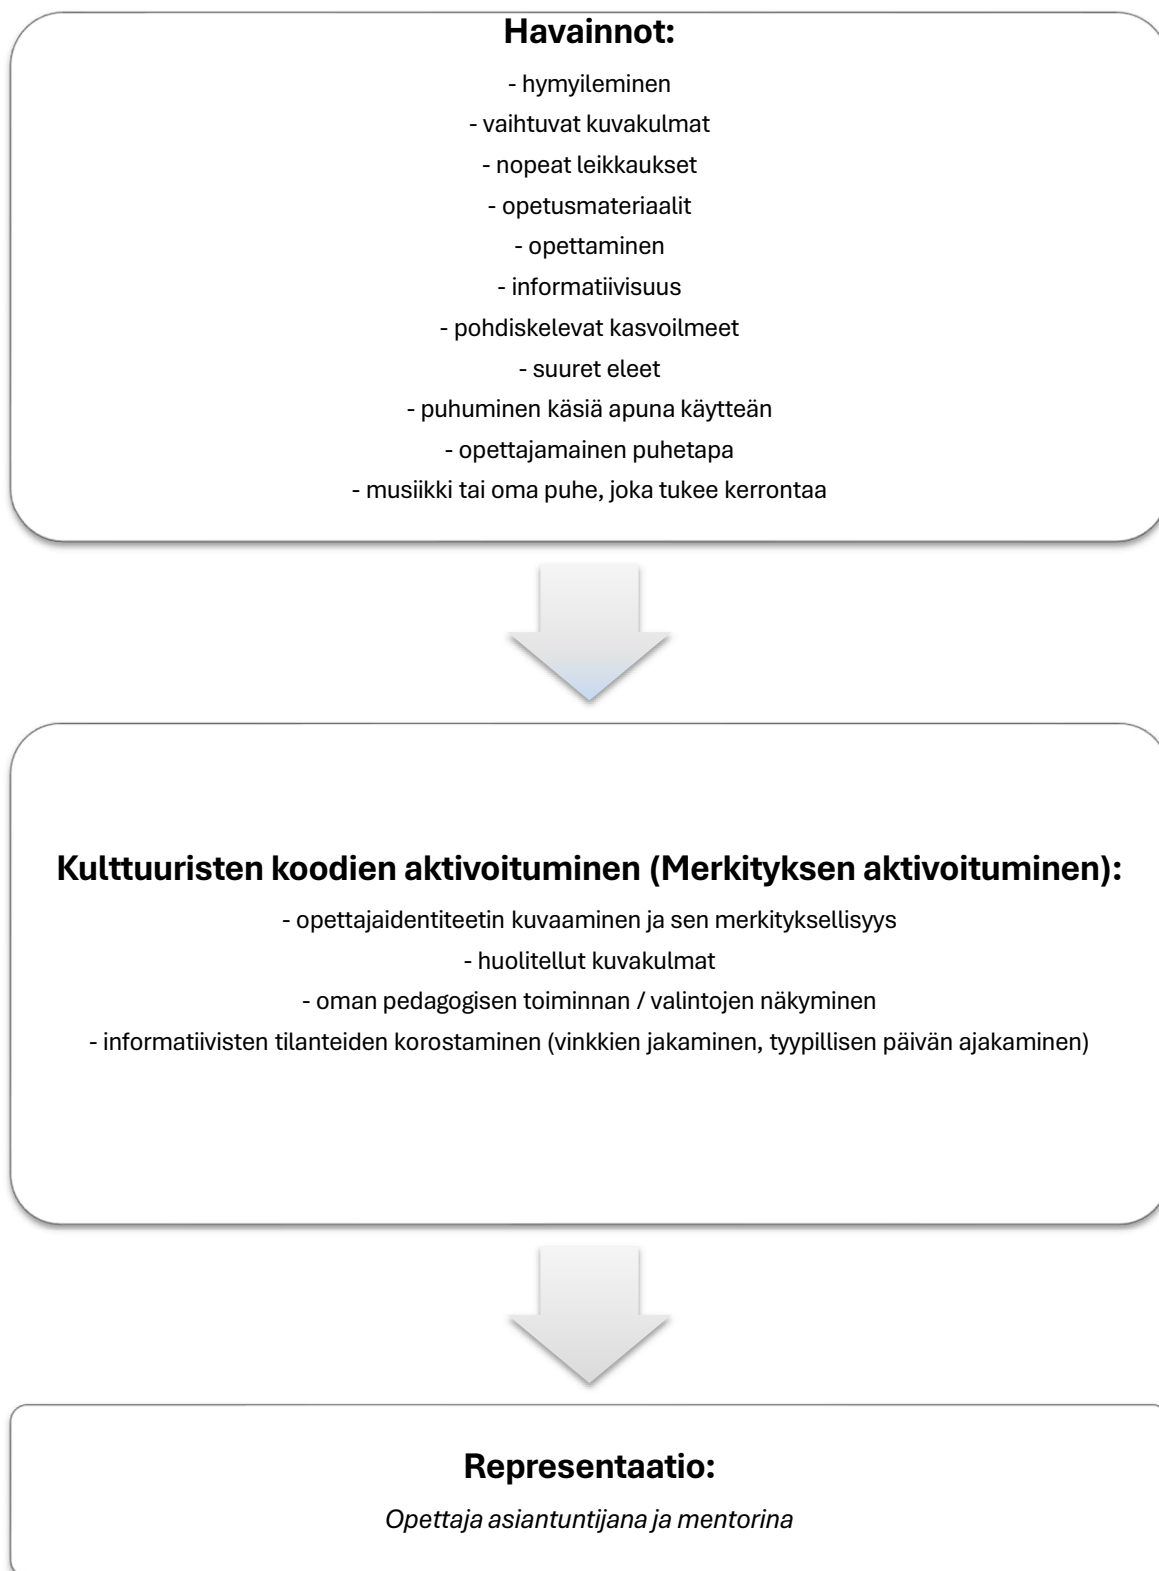 Havainnot:
- hymyileminen
- vaihtuvat kuvakulmat
- nopeat leikkaukset
- opetusmateriaalit
- opettaminen
- informatiivisuus
- pohdiskelevat kasvoilmeet
- suuret eleet
- puhuminen käsiä apuna käytteän
- opettajamainen puhetapa
- musiikki tai oma puhe, joka tukee kerrontaa
Kulttuuristen koodien aktivoituminen (Merkityksen aktivoituminen):
- opettajaidentiteetin kuvaaminen ja sen merkityksellisyys
- huolitellut kuvakulmat
- oman pedagogisen toiminnan / valintojen näkyminen
- informatiivisten tilanteiden korostaminen (vinkkien jakaminen, tyypillisen päivän ajakaminen)
Representaatio:
Opettaja asiantuntijana ja mentorina